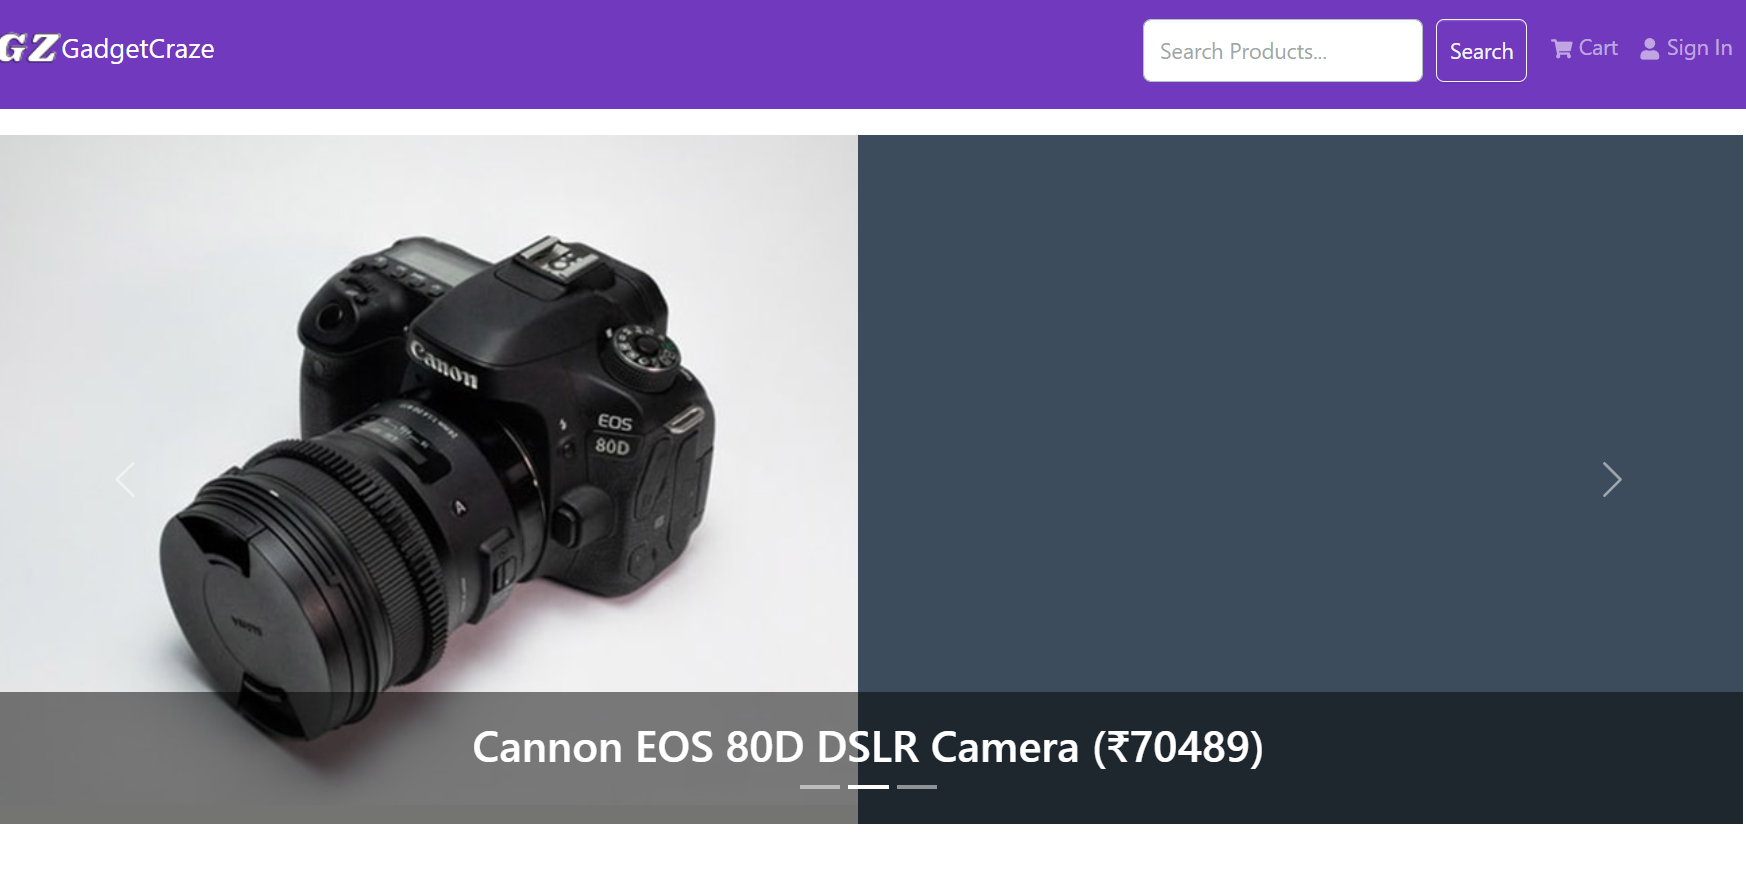 GZ GadgetCraze
Search Products...
Search
Cart
Sign In
Canon
EOS
80D
A
Cannon EOS 80D DSLR Camera (₹70489)